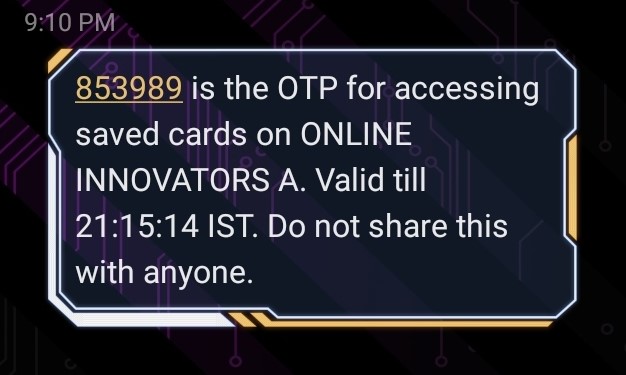 9:10 PM
853989 is the OTP for accessing
saved cards on ONLINE
INNOVATORS A. Valid till
21:15:14 IST. Do not share this
with anyone.